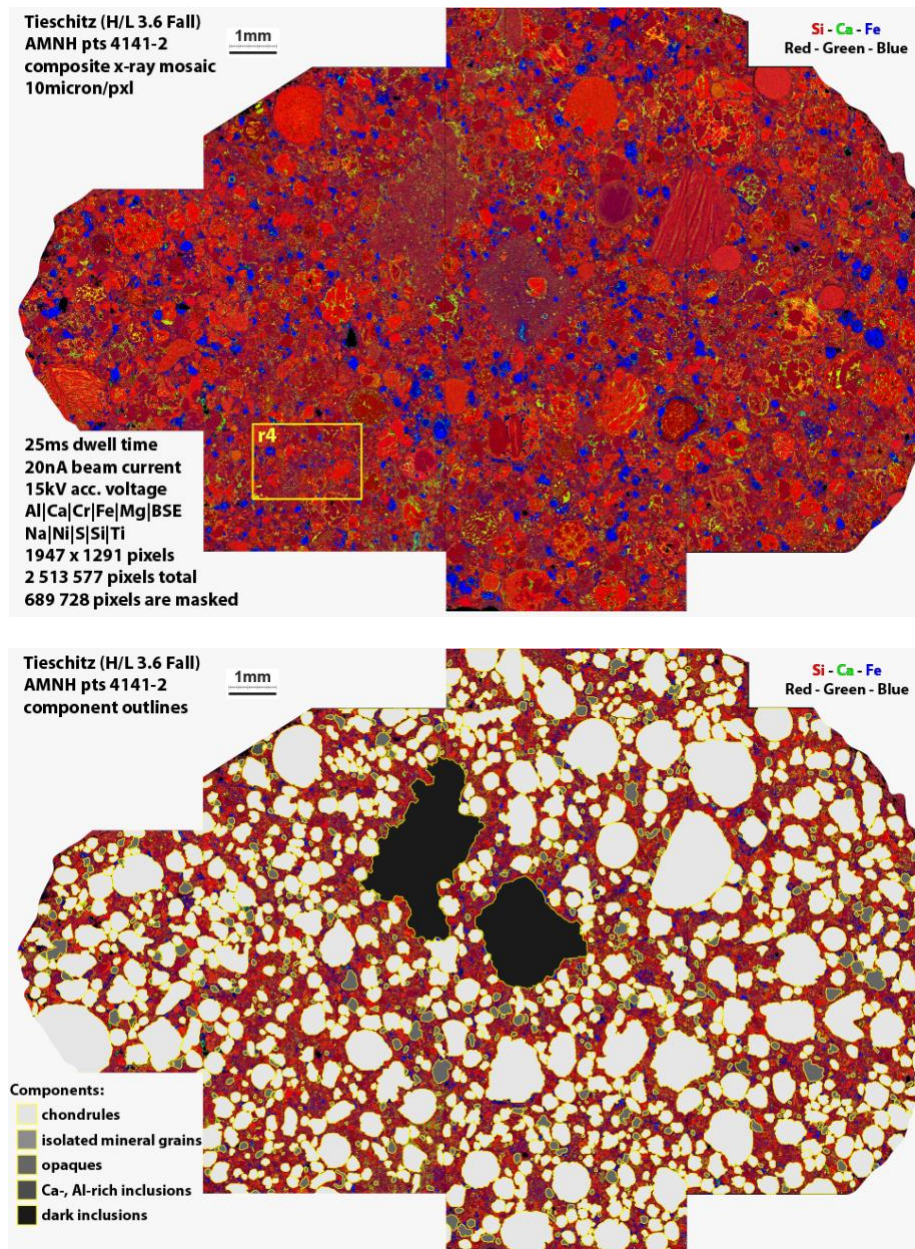 Tieschitz (H/L 3.6 Fall)
AMNH pts 4141-2
composite x-ray mosaic
10micron/pxl
1mm
Si - Ca - Fe
Red - Green - Blue
r4
25ms dwell time
20nA beam current
15kV acc. voltage
Al|Ca|Cr|Fe|Mg|BSE
Na|Ni|S|Si|Ti
1947 x 1291 pixels
2 513 577 pixels total
689 728 pixels are masked
Tieschitz (H/L 3.6 Fall)
AMNH pts 4141-2
component outlines
1mm
Si - Ca - Fe
Red - Green - Blue
Components:
chondrules
isolated mineral grains
opaques
Ca-, Al-rich inclusions
dark inclusions